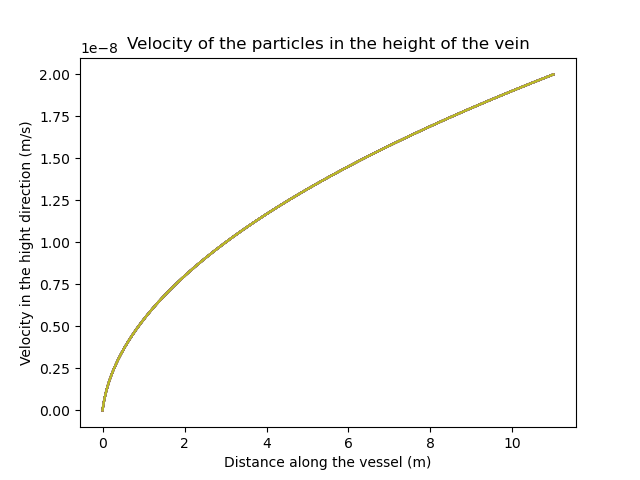 Velocity of the particles in the height of the vein
1e−8
2.00
1.75
1.50
1.25
1.00
0.75
0.50
0.25
0.00
Velocity in the hight direction (m/s)
0 2 4 6 8 10
Distance along the vessel (m)